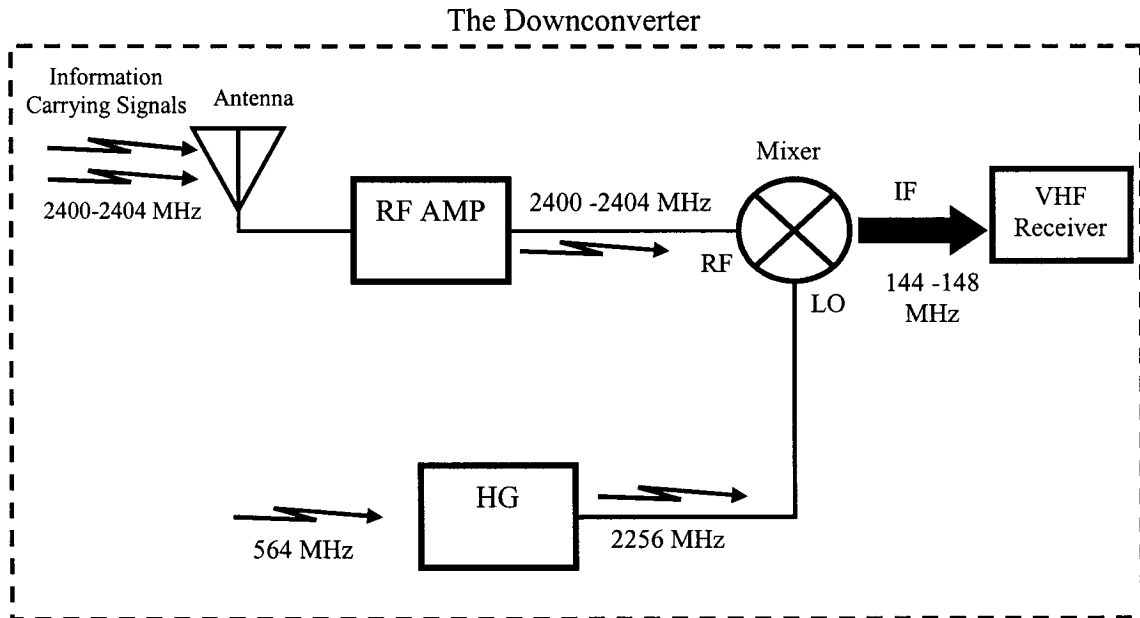 The Downconverter
Information
Carrying Signals
Antenna
2400-2404 MHz
RF AMP
2400 -2404 MHz
Mixer
RF
LO
IF
144 -148
MHz
VHF
Receiver
HG
564 MHz
2256 MHz